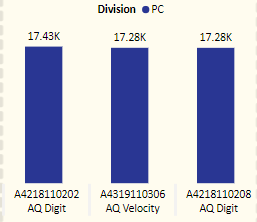 Division PC
17.43K 17.28K 17.28K
A4218110202 A4319110306 A4218110208
AQ Digit AQ Velocity AQ Digit